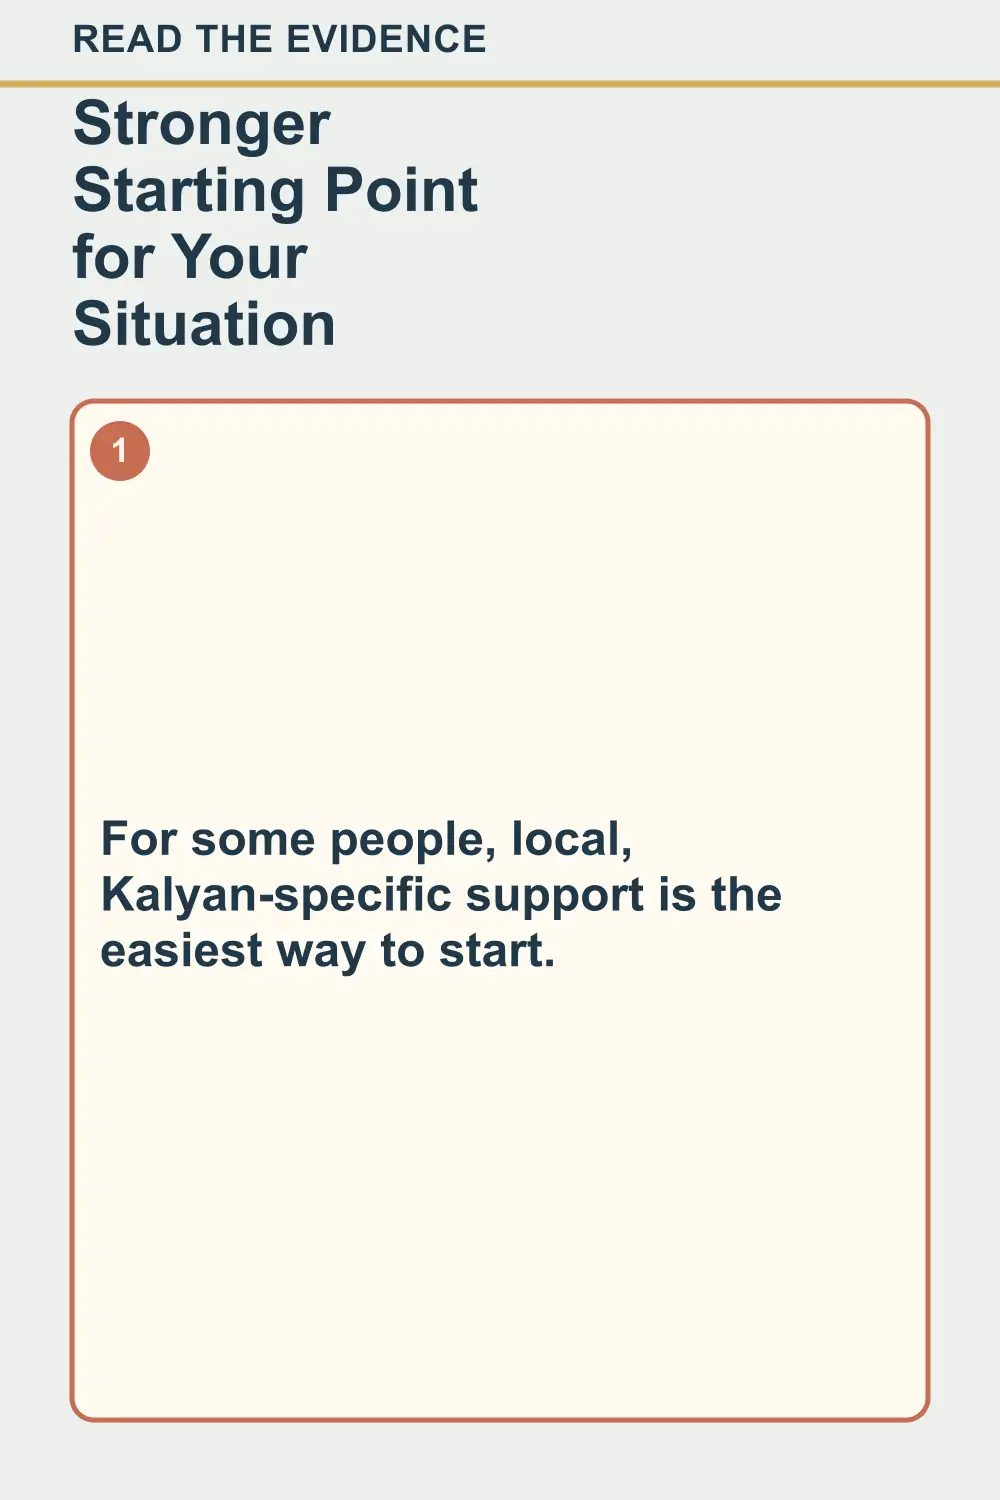 READ THE EVIDENCE
Stronger
Starting Point
for Your
Situation
1
For some people, local,
Kalyan-specific support is the
easiest way to start.